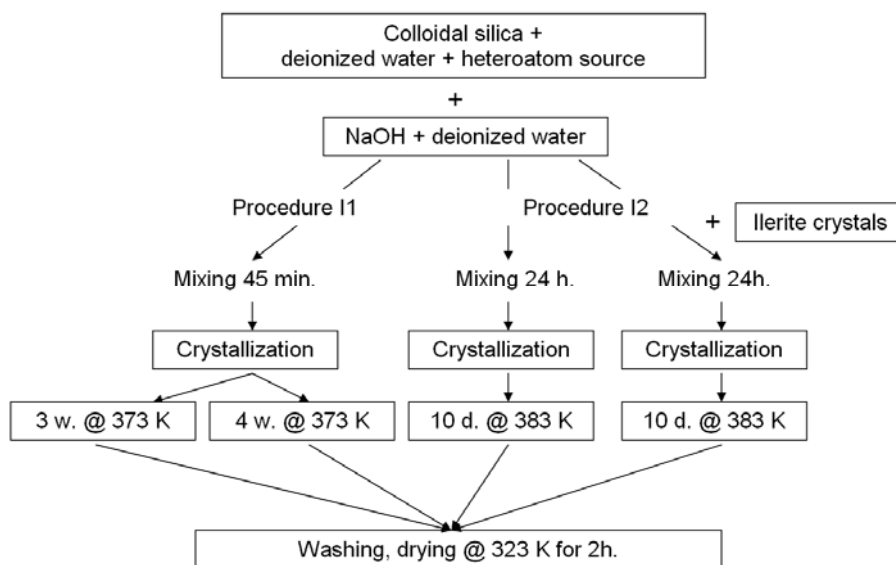 Colloidal silica +
deionized water + heteroatom source
+
NaOH + deionized water
Procedure I1
Procedure I2
+
Ilerite crystals
Mixing 45 min.
Mixing 24 h.
Mixing 24h.
Crystallization
Crystallization
Crystallization
3 w. @ 373 K
4 w. @ 373 K
10 d. @ 383 K
10 d. @ 383 K
Washing, drying @ 323 K for 2h.